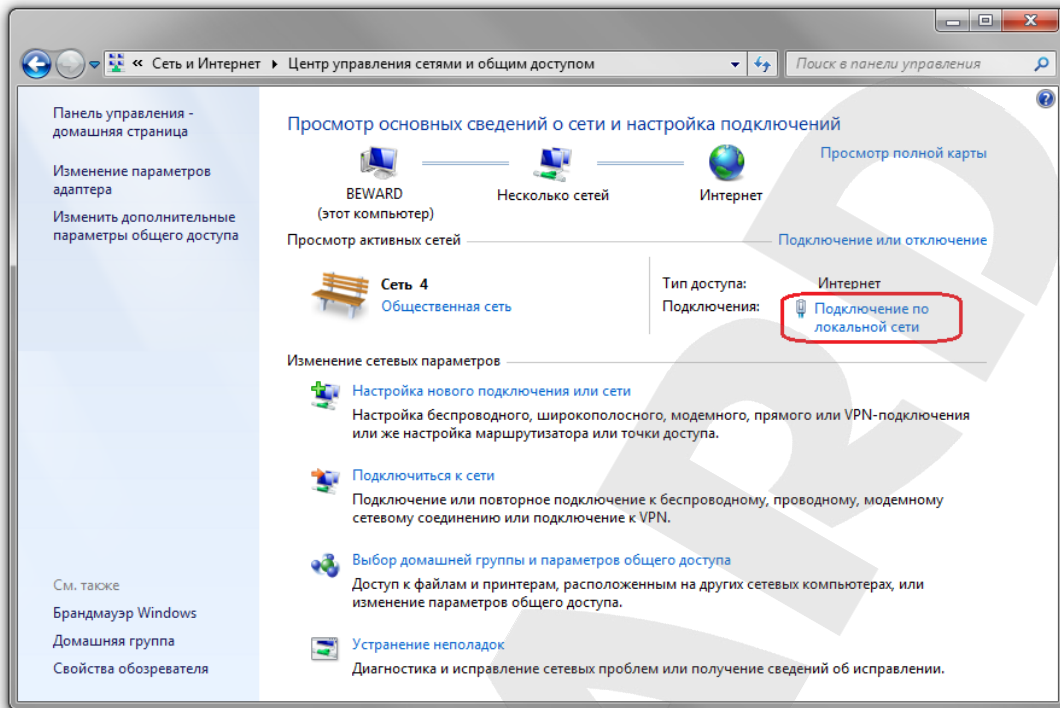 « Сеть и Интернет ▸ Центр управления сетями и общим доступом
Поиск в панели управления
Панель управления -
домашняя страница
Изменение параметров
адаптера
Изменить дополнительные
параметры общего доступа
Просмотр основных сведений о сети и настройка подключений
Просмотр полной карты
BEWARD
(этот компьютер)
Несколько сетей
Интернет
Просмотр активных сетей
Подключение или отключение
Сеть 4
Общественная сеть
Тип доступа: Интернет
Подключения: Подключение по
локальной сети
Изменение сетевых параметров
Настройка нового подключения или сети
Настройка беспроводного, широкополосного, модемного, прямого или VPN-подключения
или же настройка маршрутизатора или точки доступа.
Подключиться к сети
Подключение или повторное подключение к беспроводному, проводному, модемному
сетевому соединению или подключение к VPN.
Выбор домашней группы и параметров общего доступа
Доступ к файлам и принтерам, расположенным на других сетевых компьютерах, или
изменение параметров общего доступа.
Устранение неполадок
Диагностика и исправление сетевых проблем или получение сведений об исправлении.
См. также
Брандмауэр Windows
Домашняя группа
Свойства обозревателя